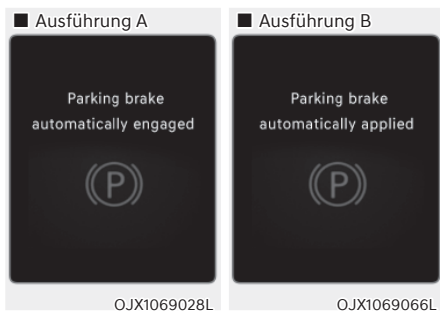 ■ Ausführung A
Parking brake
automatically engaged
(P)
OJX1069028L
■ Ausführung B
Parking brake
automatically applied
(P)
OJX1069066L